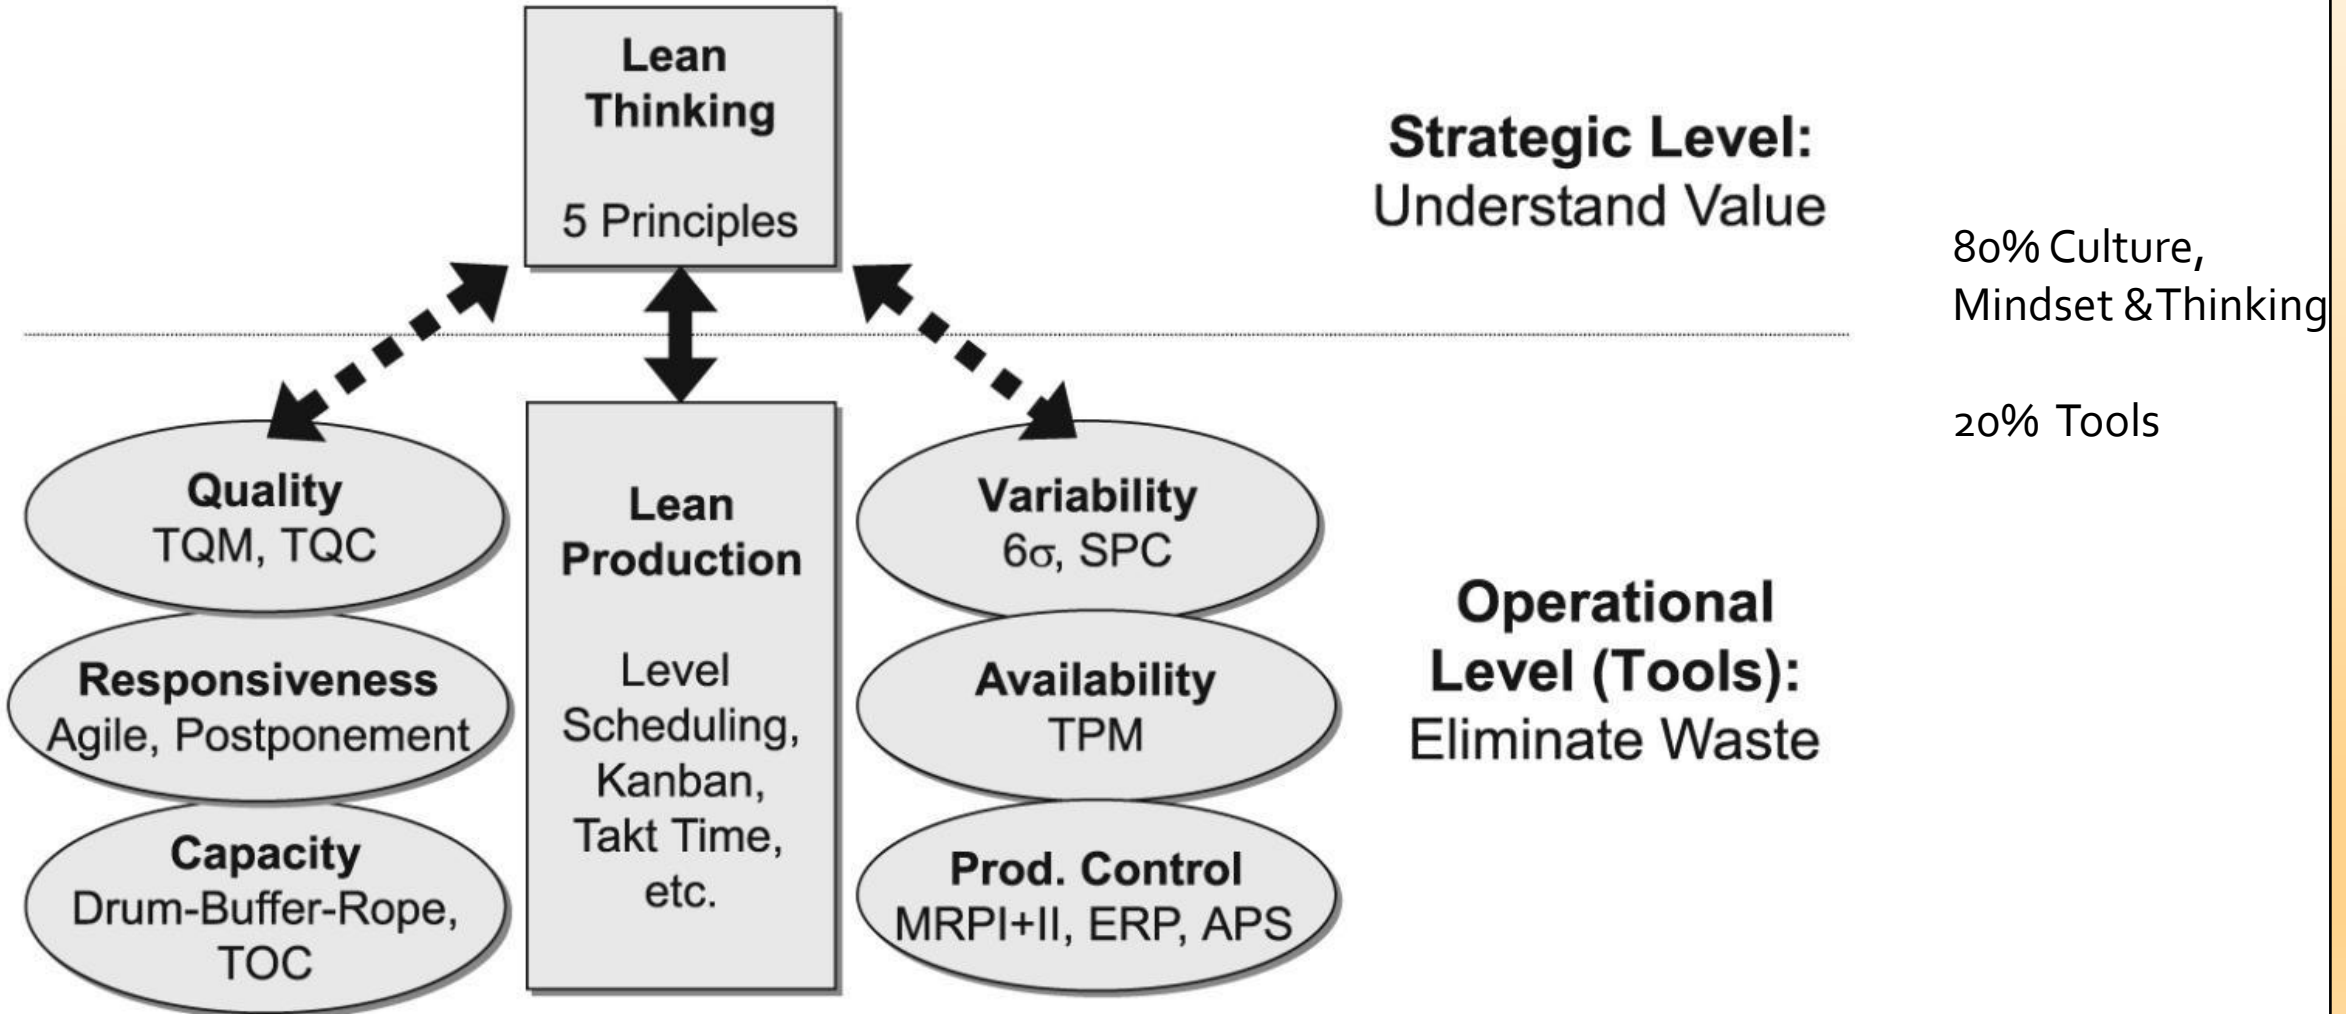 Lean
Thinking
5 Principles
Strategic Level:
Understand Value
80% Culture,
Mindset & Thinking
20% Tools
Quality
TQM, TQC
Responsiveness
Agile, Postponement
Capacity
Drum-Buffer-Rope,
TOC
Lean
Production
Level
Scheduling,
Kanban,
Takt Time,
etc.
Variability
6σ, SPC
Availability
TPM
Prod. Control
MRPI+II, ERP, APS
Operational
Level (Tools):
Eliminate Waste